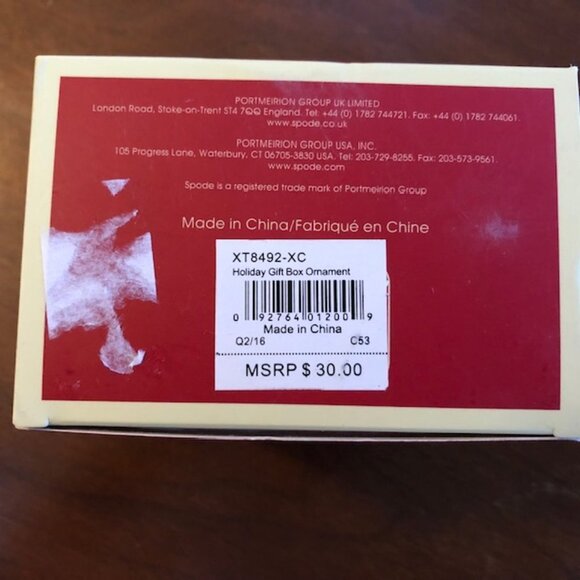 PORTMEIRION GROUP UK LIMITED
London Road, Stoke-on-Trent ST4 7QQ England. Tel: +44 (0) 1782 744721. Fax: +44 (0) 1782 744061.
www.spode.co.uk
PORTMEIRION GROUP USA, INC.
105 Progress Lane, Waterbury, CT 06705-3830 USA. Tel: 203-729-8255. Fax: 203-573-9561.
www.spode.com
Spode is a registered trade mark of Portmeirion Group
Made in China/Fabriqué en Chine
XT8492-XC
Holiday Gift Box Ornament
0 92764 01200 9
Made in China
Q2/16 C53
MSRP $ 30.00